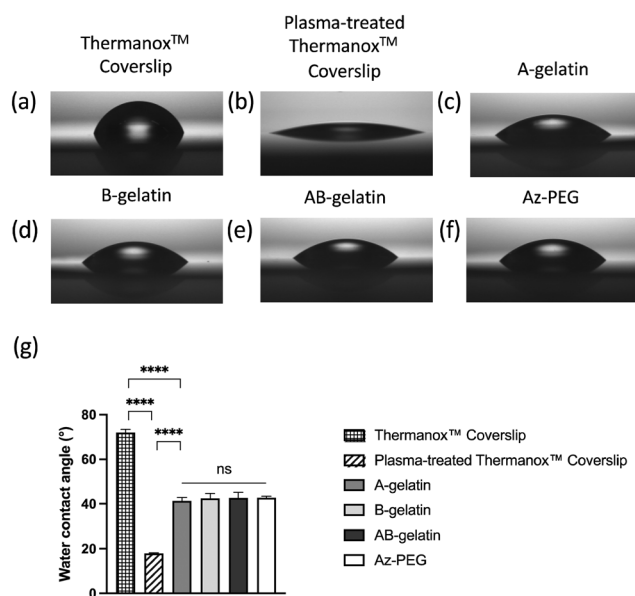 Thermanox™
Coverslip
Plasma-treated
Thermanox™
Coverslip
A-gelatin
(a)
(b)
(c)
B-gelatin
AB-gelatin
Az-PEG
(d)
(e)
(f)
(g)
****
****
****
ns
Water contact angle (°)
80
60
40
20
0
Thermanox™ Coverslip
Plasma-treated Thermanox™ Coverslip
A-gelatin
B-gelatin
AB-gelatin
Az-PEG